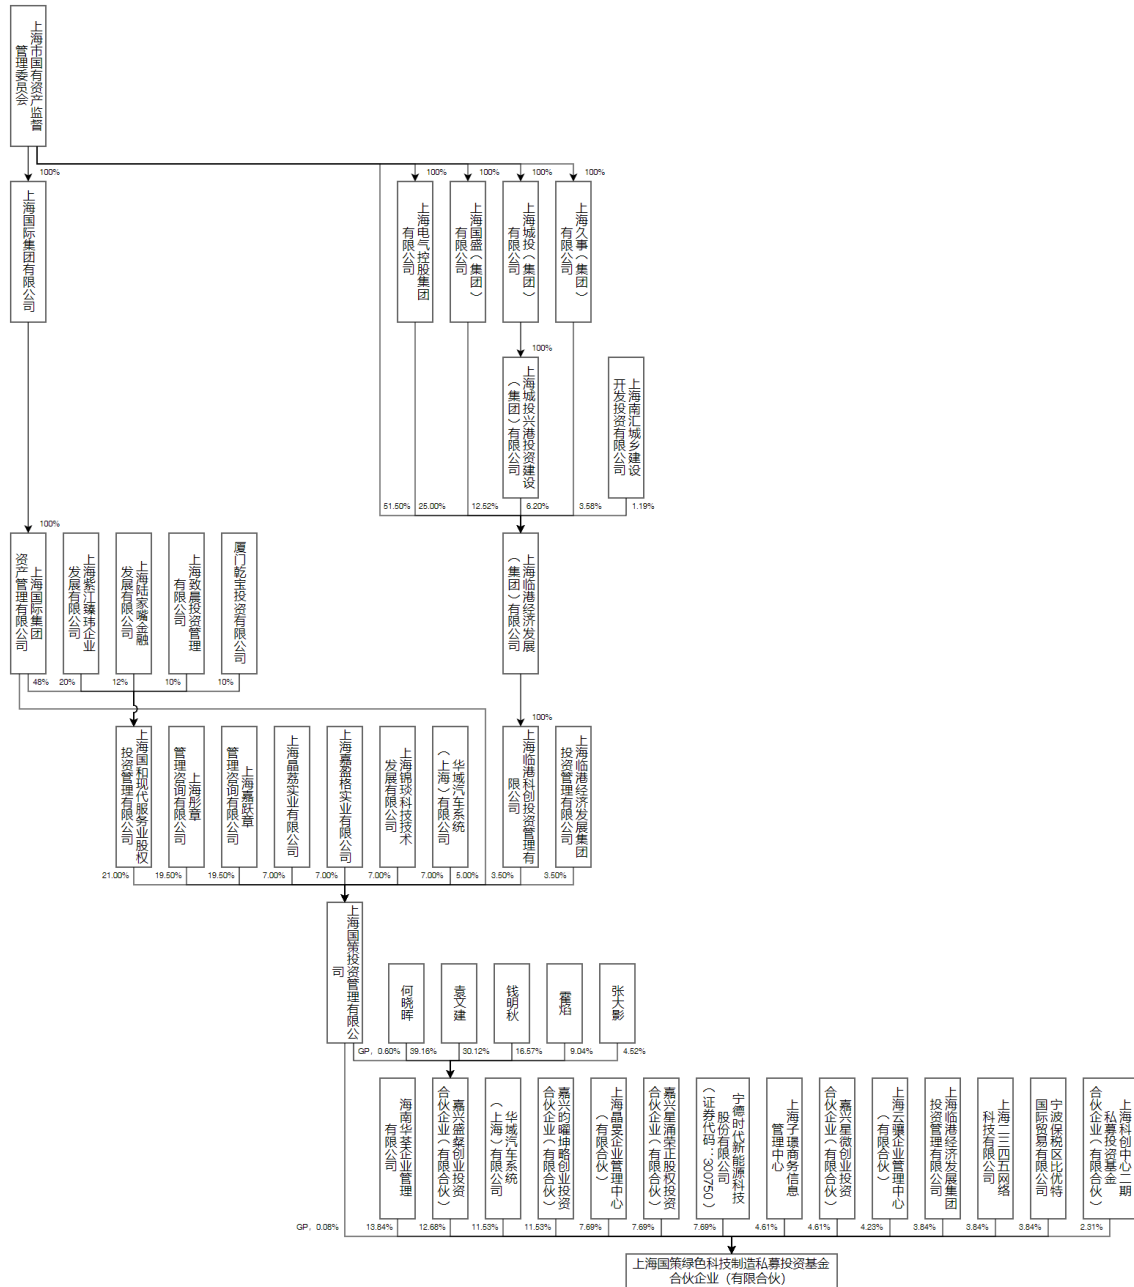 上海市国有资产监督
管理委员会
100%
100%
100%
100%
100%
上海国际集团有限公司
上海电气控股集团
有限公司
上海国盛（集团）
有限公司
上海城投（集团）
有限公司
上海久事（集团）
有限公司
100%
上海城投兴港投资建设
（集团）有限公司
上海南汇城乡建设
开发投资有限公司
51.50%
25.00%
12.52%
6.20%
3.58%
1.19%
100%
上海国际集团
资产管理有限公司
上海紫江臻玮企业
发展有限公司
上海陆家嘴金融
发展有限公司
上海致晨投资管理
有限公司
厦门乾宝投资有限公司
上海临港经济发展
（集团）有限公司
48%
20%
12%
10%
10%
100%
上海国和现代服务业股权
投资管理有限公司
上海彤章
管理咨询有限公司
上海嘉跃章
管理咨询有限公司
上海晶荔实业有限公司
上海嘉盈格实业有限公司
上海锦琰科技技术
发展有限公司
华域汽车系统
（上海）有限公司
上海临港科创投资管理有
限公司
上海临港经济发展集团
投资管理有限公司
21.00%
19.50%
19.50%
7.00%
7.00%
7.00%
7.00%
5.00%
3.50%
3.50%
上海国策投资管理有限公
司
何晓晖
袁文建
钱明秋
霍焰
张大影
GP，0.60%
39.16%
30.12%
16.57%
9.04%
4.52%
海南华荃企业管理
有限公司
嘉兴盛粲创业投资
合伙企业（有限合伙）
华域汽车系统
（上海）有限公司
嘉兴昀曜坤略创业投资
合伙企业（有限合伙）
上海晶旻企业管理中心
（有限合伙）
嘉兴星涌荣正股权投资
合伙企业（有限合伙）
宁德时代新能源科技
股份有限公司
（证券代码：300750）
上海子璟商务信息
管理中心
嘉兴星微创业投资
合伙企业（有限合伙）
上海云骧企业管理中心
（有限合伙）
上海临港经济发展集团
投资管理有限公司
上海二三四五网络
科技有限公司
宁波保税区比优特
国际贸易有限公司
上海科创中心二期
私募投资基金
合伙企业（有限合伙）
GP，0.08%
13.84%
12.68%
11.53%
11.53%
7.69%
7.69%
7.69%
4.61%
4.61%
4.23%
3.84%
3.84%
3.84%
2.31%
上海国策绿色科技制造私募投资基金
合伙企业（有限合伙）